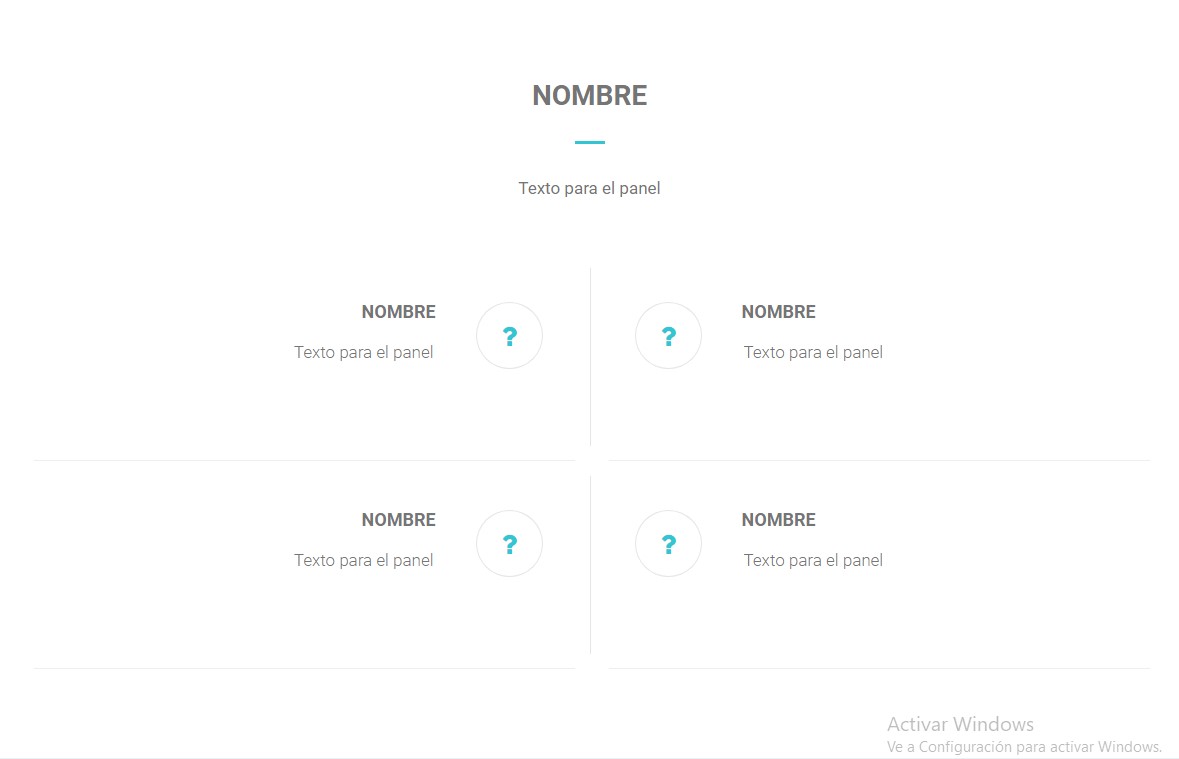 NOMBRE
Texto para el panel
NOMBRE
?
?
NOMBRE
Texto para el panel
Texto para el panel
NOMBRE
?
?
NOMBRE
Texto para el panel
Texto para el panel
Activar Windows
Ve a Configuración para activar Windows.